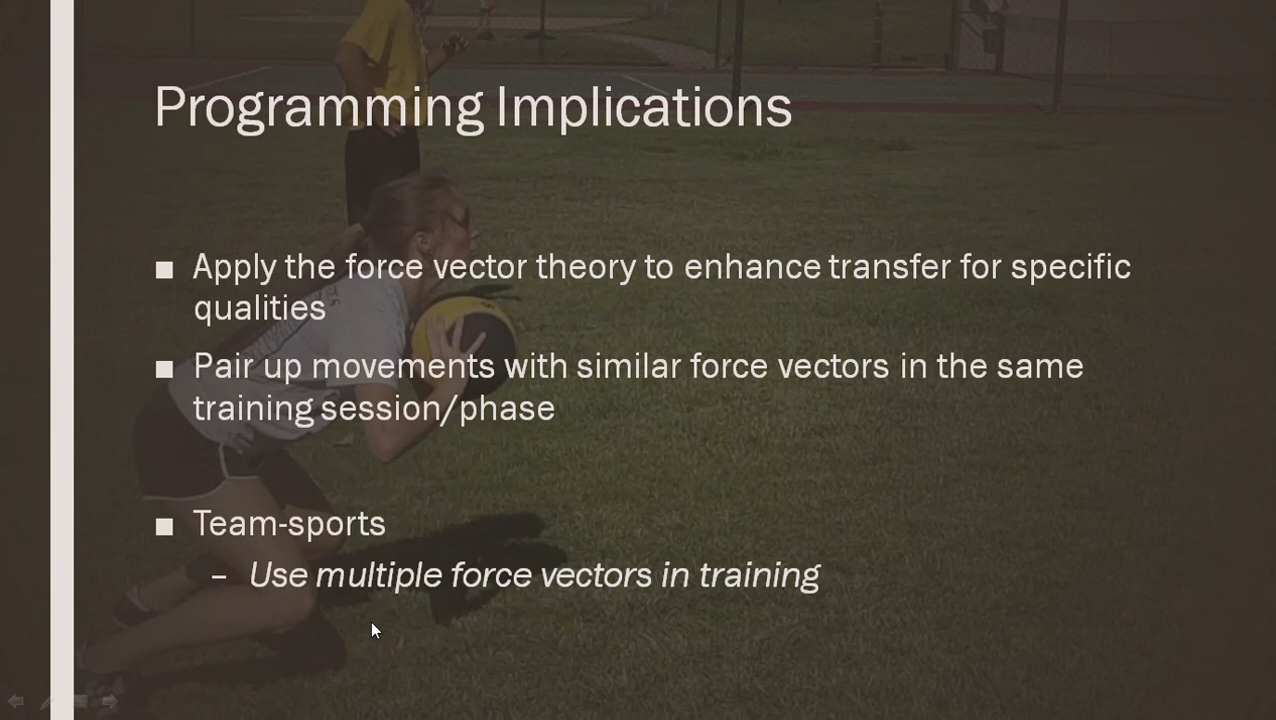 Programming Implications
■ Apply the force vector theory to enhance transfer for specific
qualities
■ Pair up movements with similar force vectors in the same
training session/phase
■ Team-sports
– Use multiple force vectors in training